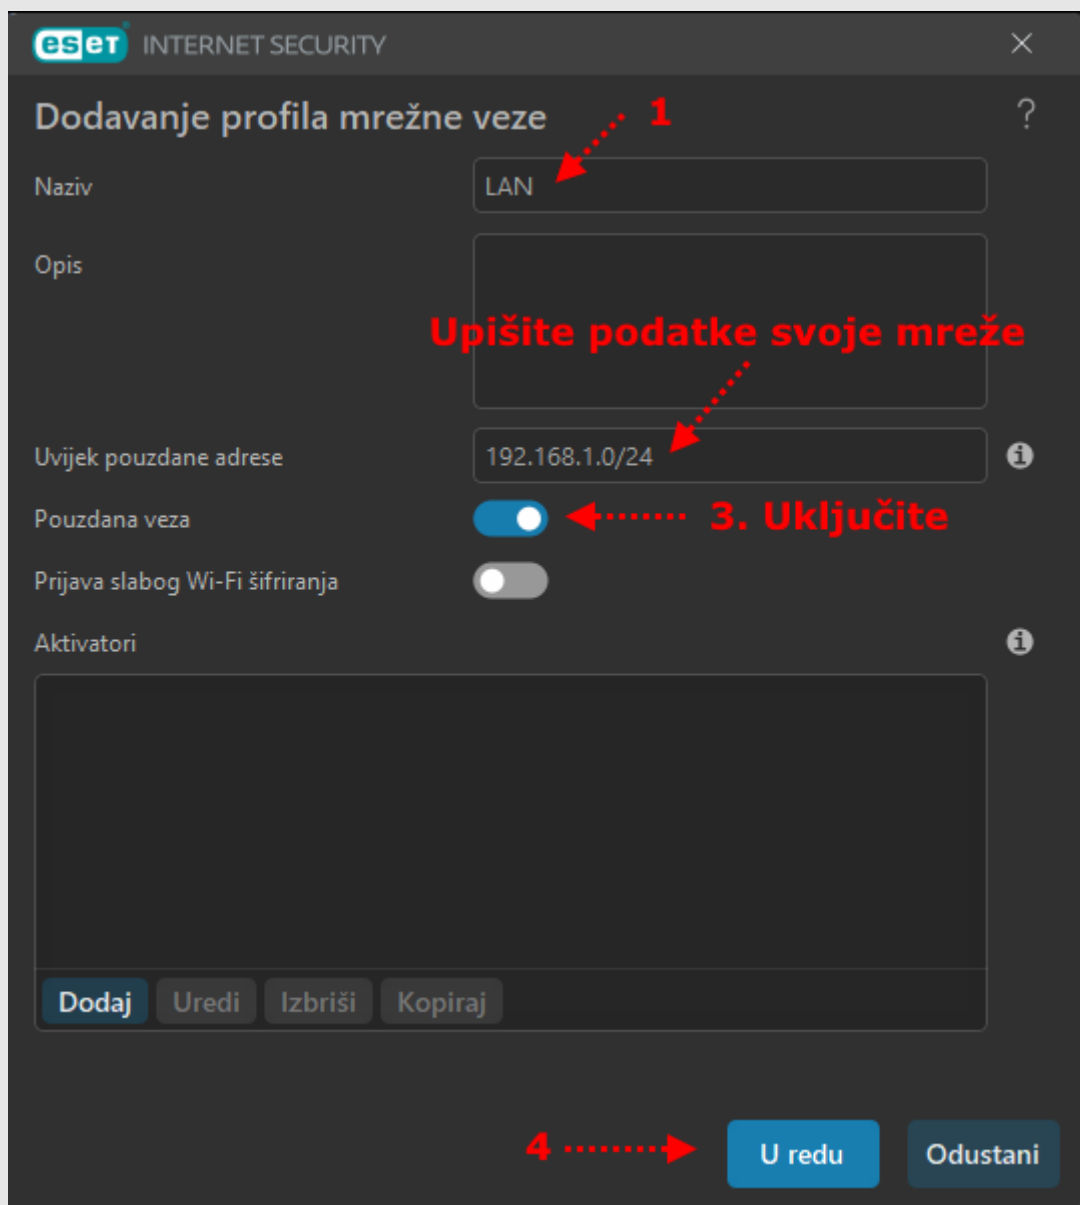 eset INTERNET SECURITY
Dodavanje profila mrežne veze
1
?
Naziv
LAN
Opis
Upišite podatke svoje mreže
Uvijek pouzdane adrese
192.168.1.0/24
Pouzdana veza
3. Uključite
Prijava slabog Wi-Fi šifriranja
Aktivatori
Dodaj Uredi Izbriši Kopiraj
4
U redu
Odustani